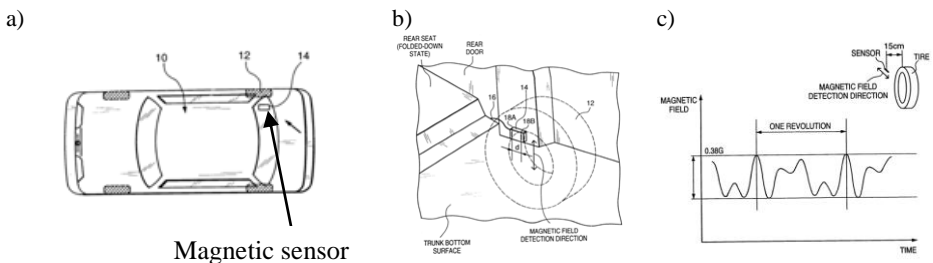 a)
10
12
14
Magnetic sensor
b)
REAR SEAT
(FOLDED-DOWN
STATE)
REAR
DOOR
16
14
12
18A
18B
d
TRUNK BOTTOM
SURFACE
MAGNETIC FIELD
DETECTION DIRECTION
c)
15cm
SENSOR
TIRE
MAGNETIC FIELD
DETECTION DIRECTION
MAGNETIC
FIELD
ONE REVOLUTION
0.38G
TIME